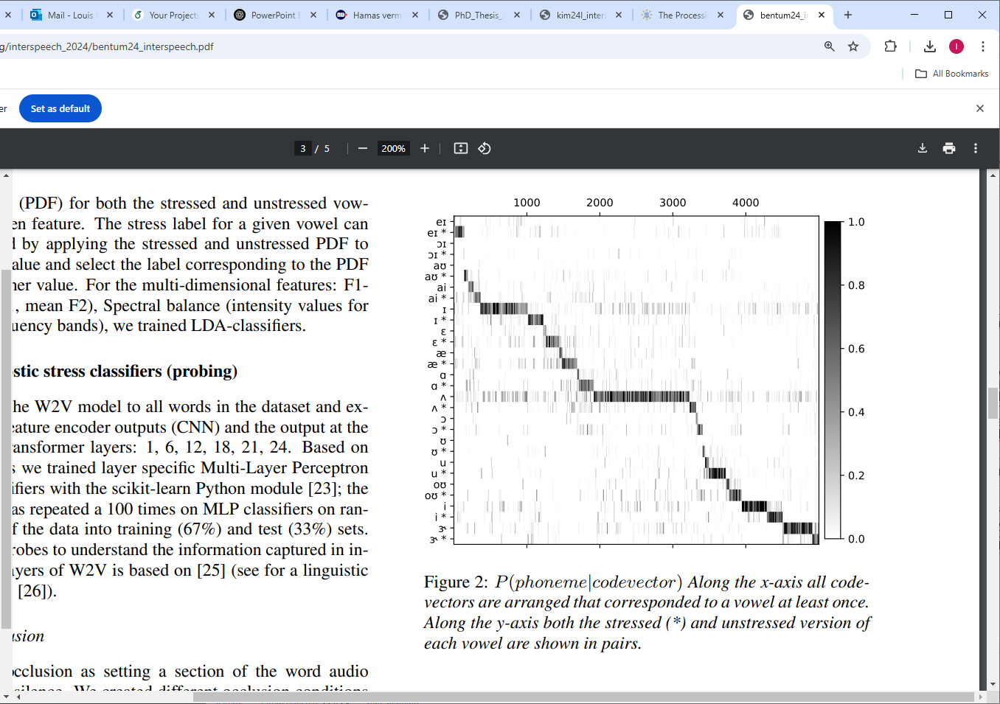 Mail - Louis
Your Project
PowerPoint
Hamas verm
PhD_Thesis_
kim24l_inter
The Processi
bentum24_i
g/interspeech_2024/bentum24_interspeech.pdf
All Bookmarks
er
Set as default
3 / 5
200%
(PDF) for both the stressed and unstressed vow-
en feature. The stress label for a given vowel can
d by applying the stressed and unstressed PDF to
alue and select the label corresponding to the PDF
ner value. For the multi-dimensional features: F1-
., mean F2), Spectral balance (intensity values for
uency bands), we trained LDA-classifiers.
stic stress classifiers (probing)
he W2V model to all words in the dataset and ex-
eature encoder outputs (CNN) and the output at the
ransformer layers: 1, 6, 12, 18, 21, 24. Based on
s we trained layer specific Multi-Layer Perceptron
ifiers with the scikit-learn Python module [23]; the
as repeated a 100 times on MLP classifiers on ran-
f the data into training (67%) and test (33%) sets.
robes to understand the information captured in in-
ayers of W2V is based on [25] (see for a linguistic
[26]).
usion
occlusion as setting a section of the word audio
silence. We created different occlusion conditions
1000 2000 3000 4000
eɪ
eɪ *
ɔɪ
ɔɪ *
aʊ
aʊ *
ai
ai *
ɪ
ɪ *
ɛ
ɛ *
æ
æ *
ɑ
ɑ *
ʌ
ʌ *
ɔ
ɔ *
ʊ
ʊ *
u
u *
oʊ
oʊ *
i
i *
ɝ
ɝ *
1.0
0.8
0.6
0.4
0.2
0.0
Figure 2: P(phoneme|codevector) Along the x-axis all code-
vectors are arranged that corresponded to a vowel at least once.
Along the y-axis both the stressed (*) and unstressed version of
each vowel are shown in pairs.